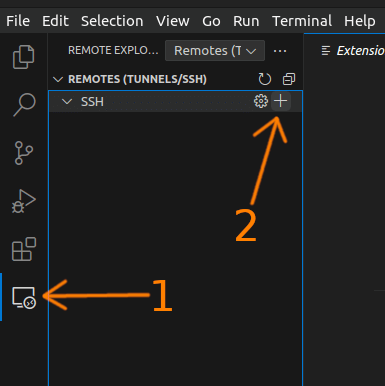 File Edit Selection View Go Run Terminal Help
REMOTE EXPLO... Remotes (T ...
Extensio
REMOTES (TUNNELS/SSH)
SSH
2
1